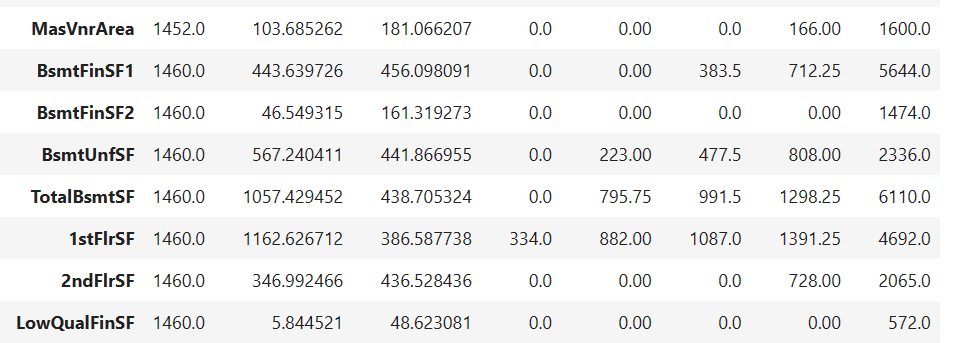 MasVnrArea 1452.0 103.685262 181.066207 0.0 0.00 0.0 166.00 1600.0
BsmtFinSF1 1460.0 443.639726 456.098091 0.0 0.00 383.5 712.25 5644.0
BsmtFinSF2 1460.0 46.549315 161.319273 0.0 0.00 0.0 0.00 1474.0
BsmtUnfSF 1460.0 567.240411 441.866955 0.0 223.00 477.5 808.00 2336.0
TotalBsmtSF 1460.0 1057.429452 438.705324 0.0 795.75 991.5 1298.25 6110.0
1stFlrSF 1460.0 1162.626712 386.587738 334.0 882.00 1087.0 1391.25 4692.0
2ndFlrSF 1460.0 346.992466 436.528436 0.0 0.00 0.0 728.00 2065.0
LowQualFinSF 1460.0 5.844521 48.623081 0.0 0.00 0.0 0.00 572.0